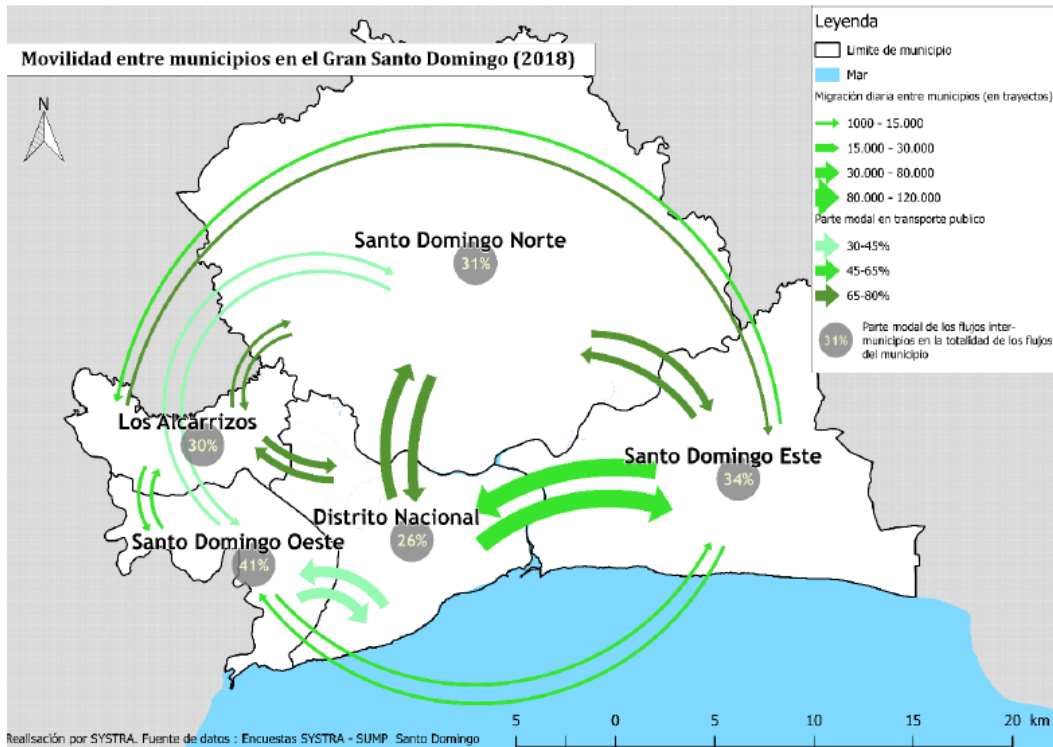 Movilidad entre municipios en el Gran Santo Domingo (2018)
N
Santo Domingo Norte
31%
Los Alcarrizos
30%
Santo Domingo Este
34%
Distrito Nacional
26%
Santo Domingo Oeste
41%
Leyenda
Limite de municipio
Mar
Migración diaria entre municipios (en trayectos)
1000 - 15.000
15.000 - 30.000
30.000 - 80.000
80.000 - 120.000
Parte modal en transporte publico
30-45%
45-65%
65-80%
31%
Parte modal de los flujos inter-
municipios en la totalidad de los flujos
del municipio
5 0 5 10 15 20 km
Realisación por SYSTRA. Fuente de datos : Encuestas SYSTRA - SUMP Santo Domingo